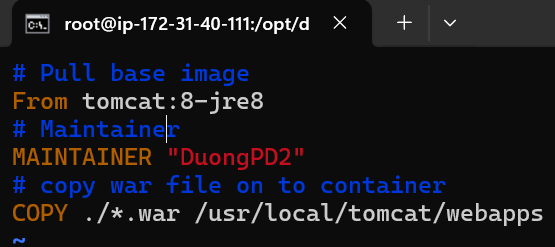 root@ip-172-31-40-111:/opt/d
# Pull base image
From tomcat:8-jre8
# Maintainer
MAINTAINER "DuongPD2"
# copy war file on to container
COPY ./*.war /usr/local/tomcat/webapps
~